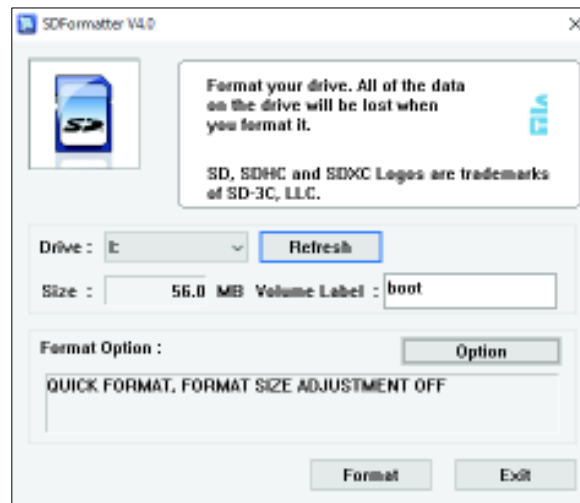 SDFormatter V4.0
Format your drive. All of the data
on the drive will be lost when
you format it.
SD, SDHC and SDXC Logos are trademarks
of SD-3C, LLC.
Drive : Refresh
Size : 56.0 MB Volume Label : boot
Format Option : Option
QUICK FORMAT, FORMAT SIZE ADJUSTMENT OFF
Format Exit